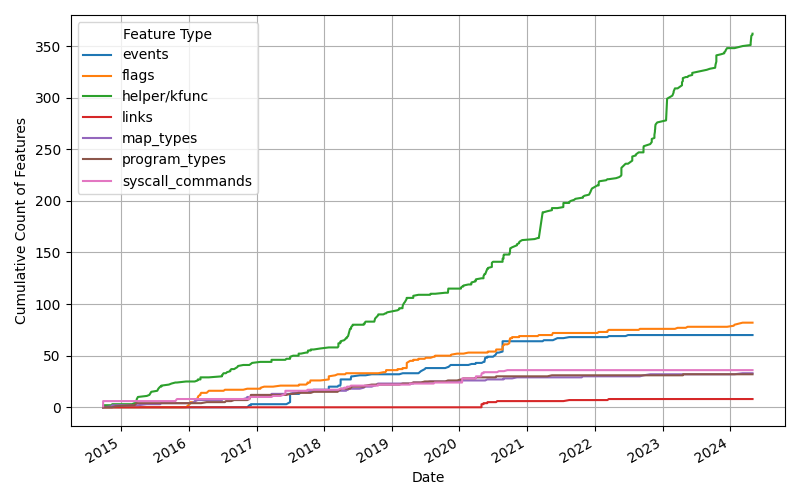 Feature Type
events
flags
helper/kfunc
links
map_types
program_types
syscall_commands
Cumulative Count of Features
350
300
250
200
150
100
50
0
2015 2016 2017 2018 2019 2020 2021 2022 2023 2024
Date